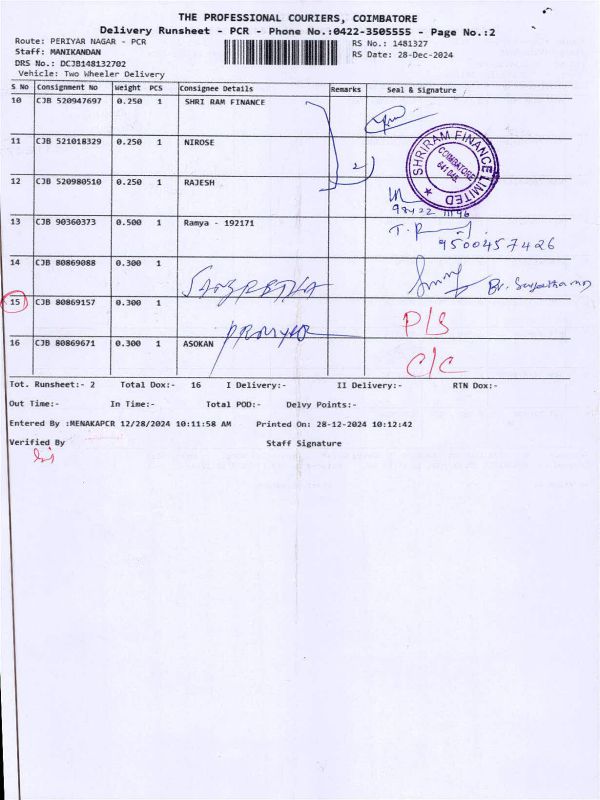 THE PROFESSIONAL COURIERS, COIMBATORE
Delivery Runsheet - PCR - Phone No.:0422-3505555 - Page No.:2
Route: PERIYAR NAGAR - PCR RS No.: 1481327
Staff: MANIKANDAN RS Date: 28-Dec-2024
DRS No.: DCJB148132702
Vehicle: Two Wheeler Delivery
S No Consignment No Weight PCS Consignee Details Remarks Seal & Signature
10 CJB 520947697 0.250 1 SHRI RAM FINANCE
11 CJB 521018329 0.250 1 NIROSE
SHRIRAM FINANCE LIMITED
COIMBATORE
2
12 CJB 520980510 0.250 1 RAJESH
13 CJB 90360373 0.500 1 Ramya - 192171
9500457426
14 CJB 80869088 0.300 1
15 CJB 80869157 0.300 1 P/S
16 CJB 80869671 0.300 1 ASOKAN C/C
Tot. Runsheet:- 2 Total Dox:- 16 I Delivery:- II Delivery:- RTN Dox:-
Out Time:- In Time:- Total POD:- Delvy Points:-
Entered By :MENAKAPCR 12/28/2024 10:11:58 AM Printed On: 28-12-2024 10:12:42
Verified By Staff Signature